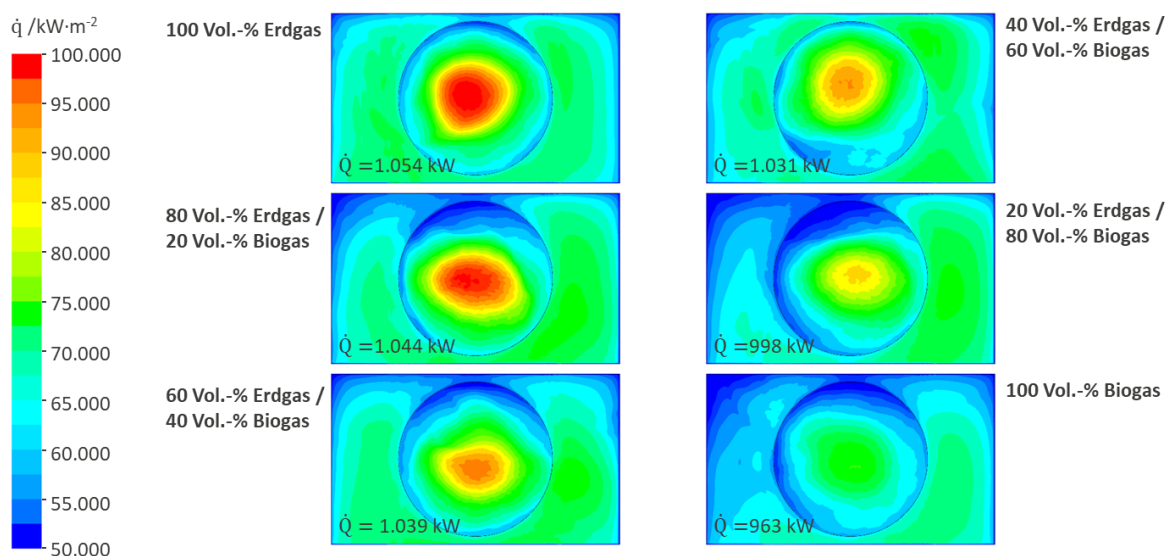 q̇ /kW·m⁻²
100.000
95.000
90.000
85.000
80.000
75.000
70.000
65.000
60.000
55.000
50.000
100 Vol.-% Erdgas
Q̇ =1.054 kW
80 Vol.-% Erdgas /
20 Vol.-% Biogas
Q̇ =1.044 kW
60 Vol.-% Erdgas /
40 Vol.-% Biogas
Q̇ = 1.039 kW
40 Vol.-% Erdgas /
60 Vol.-% Biogas
Q̇ =1.031 kW
20 Vol.-% Erdgas /
80 Vol.-% Biogas
Q̇=998 kW
100 Vol.-% Biogas
Q̇=963 kW